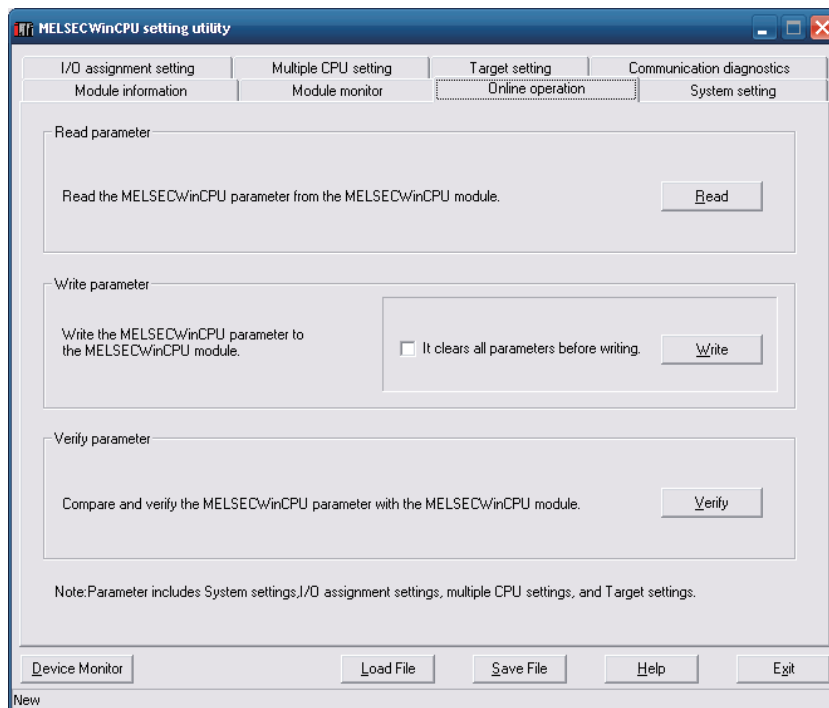 MELSECWinCPU setting utility
I/O assignment setting
Multiple CPU setting
Target setting
Communication diagnostics
Module information
Module monitor
Online operation
System setting
Read parameter
Read the MELSECWinCPU parameter from the MELSECWinCPU module.
Read
Write parameter
Write the MELSECWinCPU parameter to
the MELSECWinCPU module.
It clears all parameters before writing.
Write
Verify parameter
Compare and verify the MELSECWinCPU parameter with the MELSECWinCPU module.
Verify
Note:Parameter includes System settings,I/O assignment settings, multiple CPU settings, and Target settings.
Device Monitor
Load File
Save File
Help
Exit
New